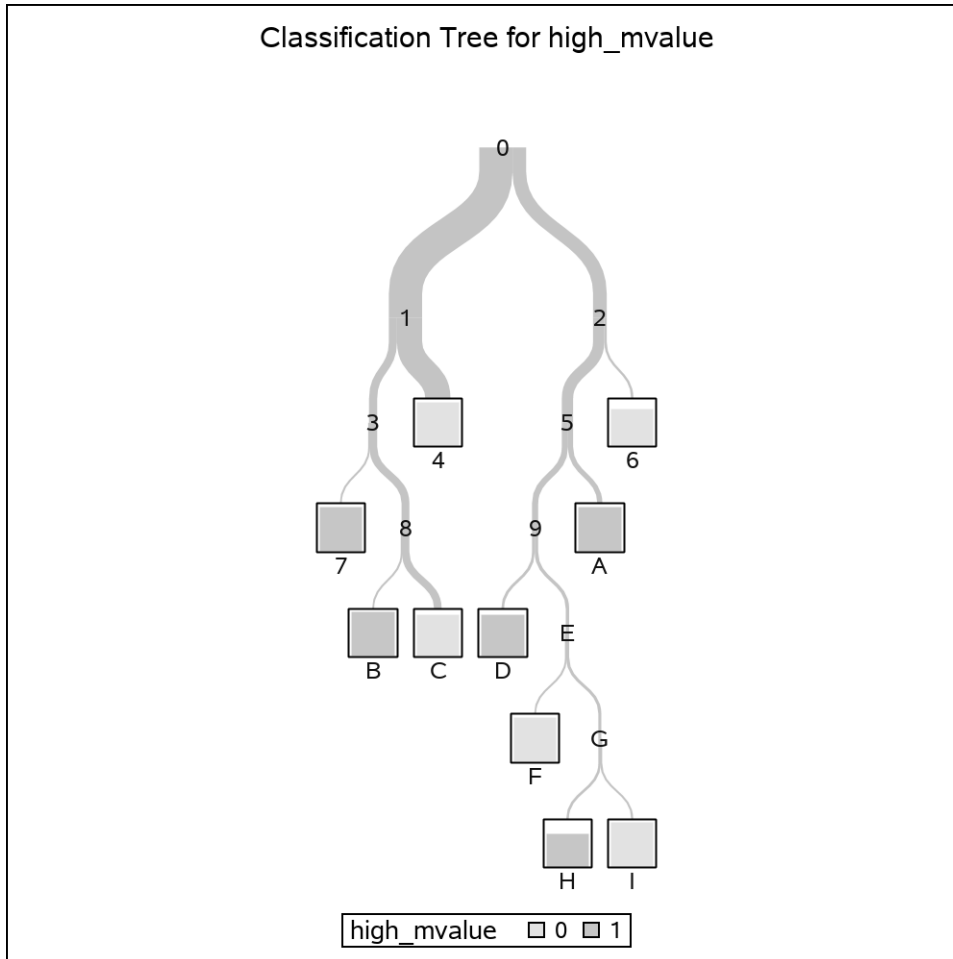 Classification Tree for high_mvalue
0
1 2
3 5
4 6
7 8 9 A
B C D E
F G
H I
high_mvalue 0 1